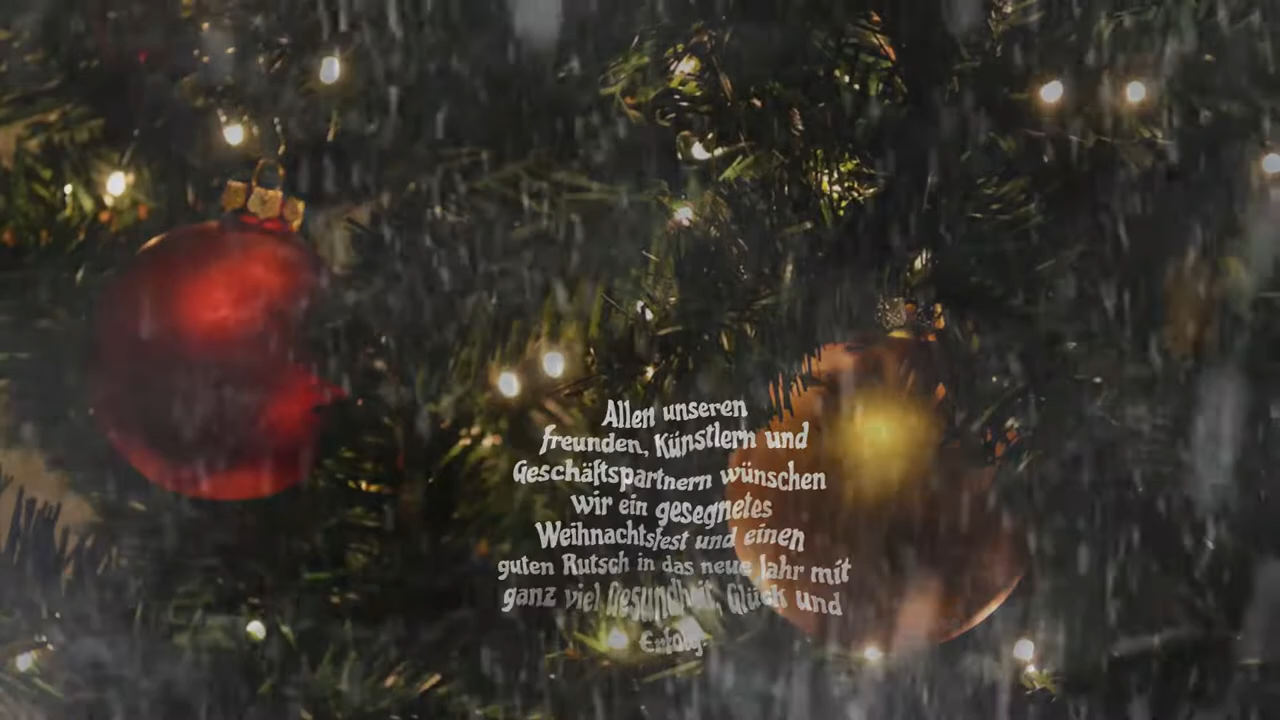 Allen unseren
freunden, Künstlern und
Geschäftspartnern wünschen
wir ein gesegnetes
Weihnachtsfest und einen
guten Rutsch in das neue Jahr mit
ganz viel Gesundheit, Glück und
Erfolg.